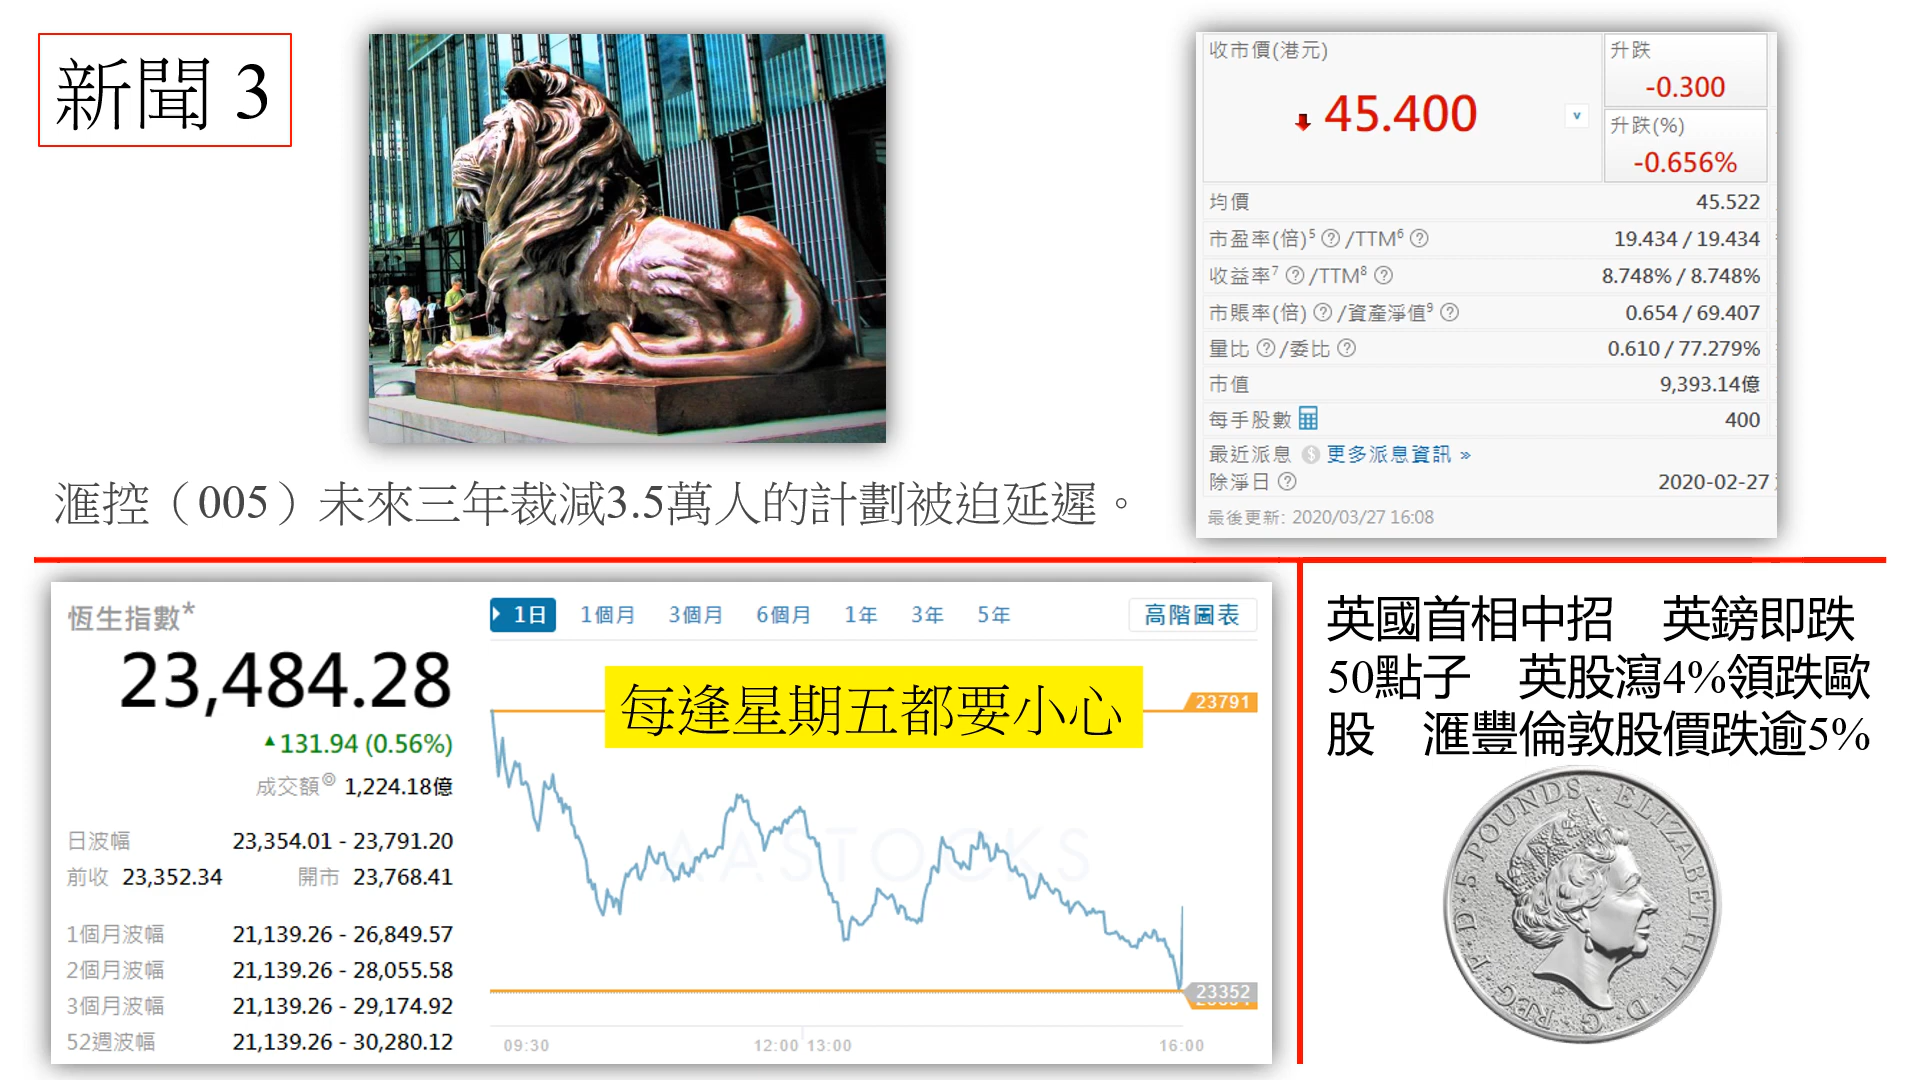 新聞 3
收市價(港元)
45.400
升跌
-0.300
升跌(%)
-0.656%
均價 45.522
市盈率(倍)5 /TTM6 19.434 / 19.434
收益率7 /TTM8 8.748% / 8.748%
市賬率(倍) /資產淨值9 0.654 / 69.407
量比 /委比 0.610 / 77.279%
市值 9,393.14億
每手股數 400
最近派息 更多派息資訊 »
除淨日 2020-02-27
最後更新: 2020/03/27 16:08
滙控（005）未來三年裁減3.5萬人的計劃被迫延遲。
恆生指數*
23,484.28
131.94 (0.56%)
成交額 1,224.18億
日波幅 23,354.01 - 23,791.20
前收 23,352.34 開市 23,768.41
1個月波幅 21,139.26 - 26,849.57
2個月波幅 21,139.26 - 28,055.58
3個月波幅 21,139.26 - 29,174.92
52週波幅 21,139.26 - 30,280.12
1日 1個月 3個月 6個月 1年 3年 5年 高階圖表
每逢星期五都要小心
23791
AASTOCKS
23352
09:30 12:00 13:00 16:00
英國首相中招　英鎊即跌
50點子　英股瀉4%領跌歐
股　滙豐倫敦股價跌逾5%
ELIZABETH II · D · G · REG · F · D · 5 POUNDS ·